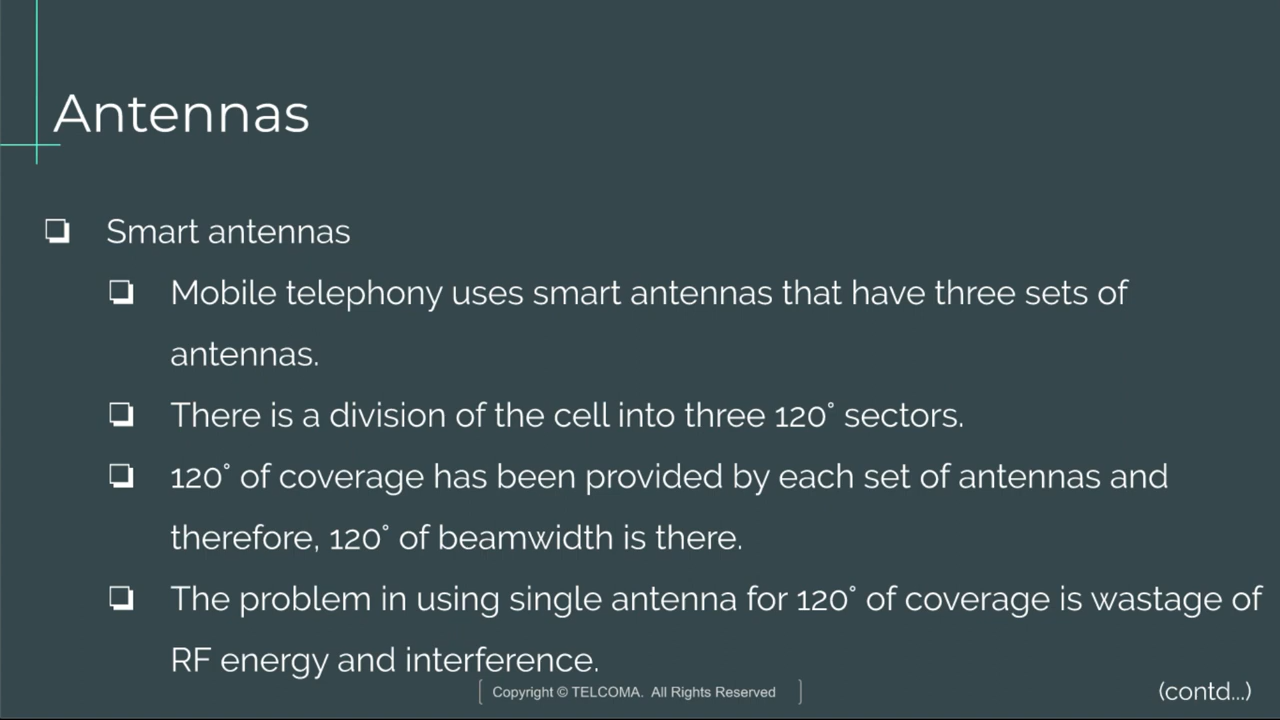 Antennas
Smart antennas
Mobile telephony uses smart antennas that have three sets of
antennas.
There is a division of the cell into three 120° sectors.
120° of coverage has been provided by each set of antennas and
therefore, 120° of beamwidth is there.
The problem in using single antenna for 120° of coverage is wastage of
RF energy and interference.
[ Copyright © TELCOMA. All Rights Reserved ]
(contd...)